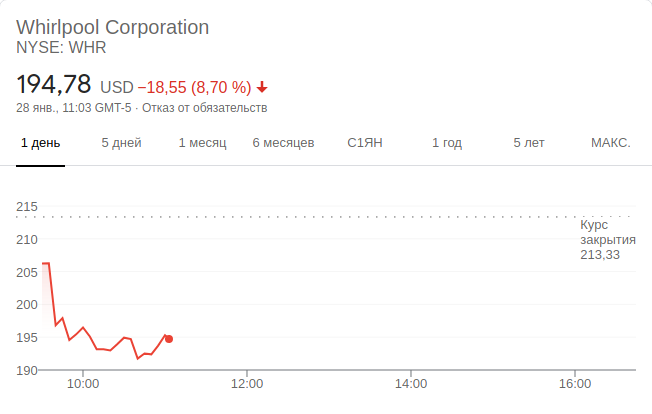 Whirlpool Corporation
NYSE: WHR
194,78 USD −18,55 (8,70 %)
28 янв., 11:03 GMT-5 · Отказ от обязательств
1 день 5 дней 1 месяц 6 месяцев С1ЯН 1 год 5 лет МАКС.
215
Курс
210
закрытия
213,33
205
200
195
190
10:00 12:00 14:00 16:00